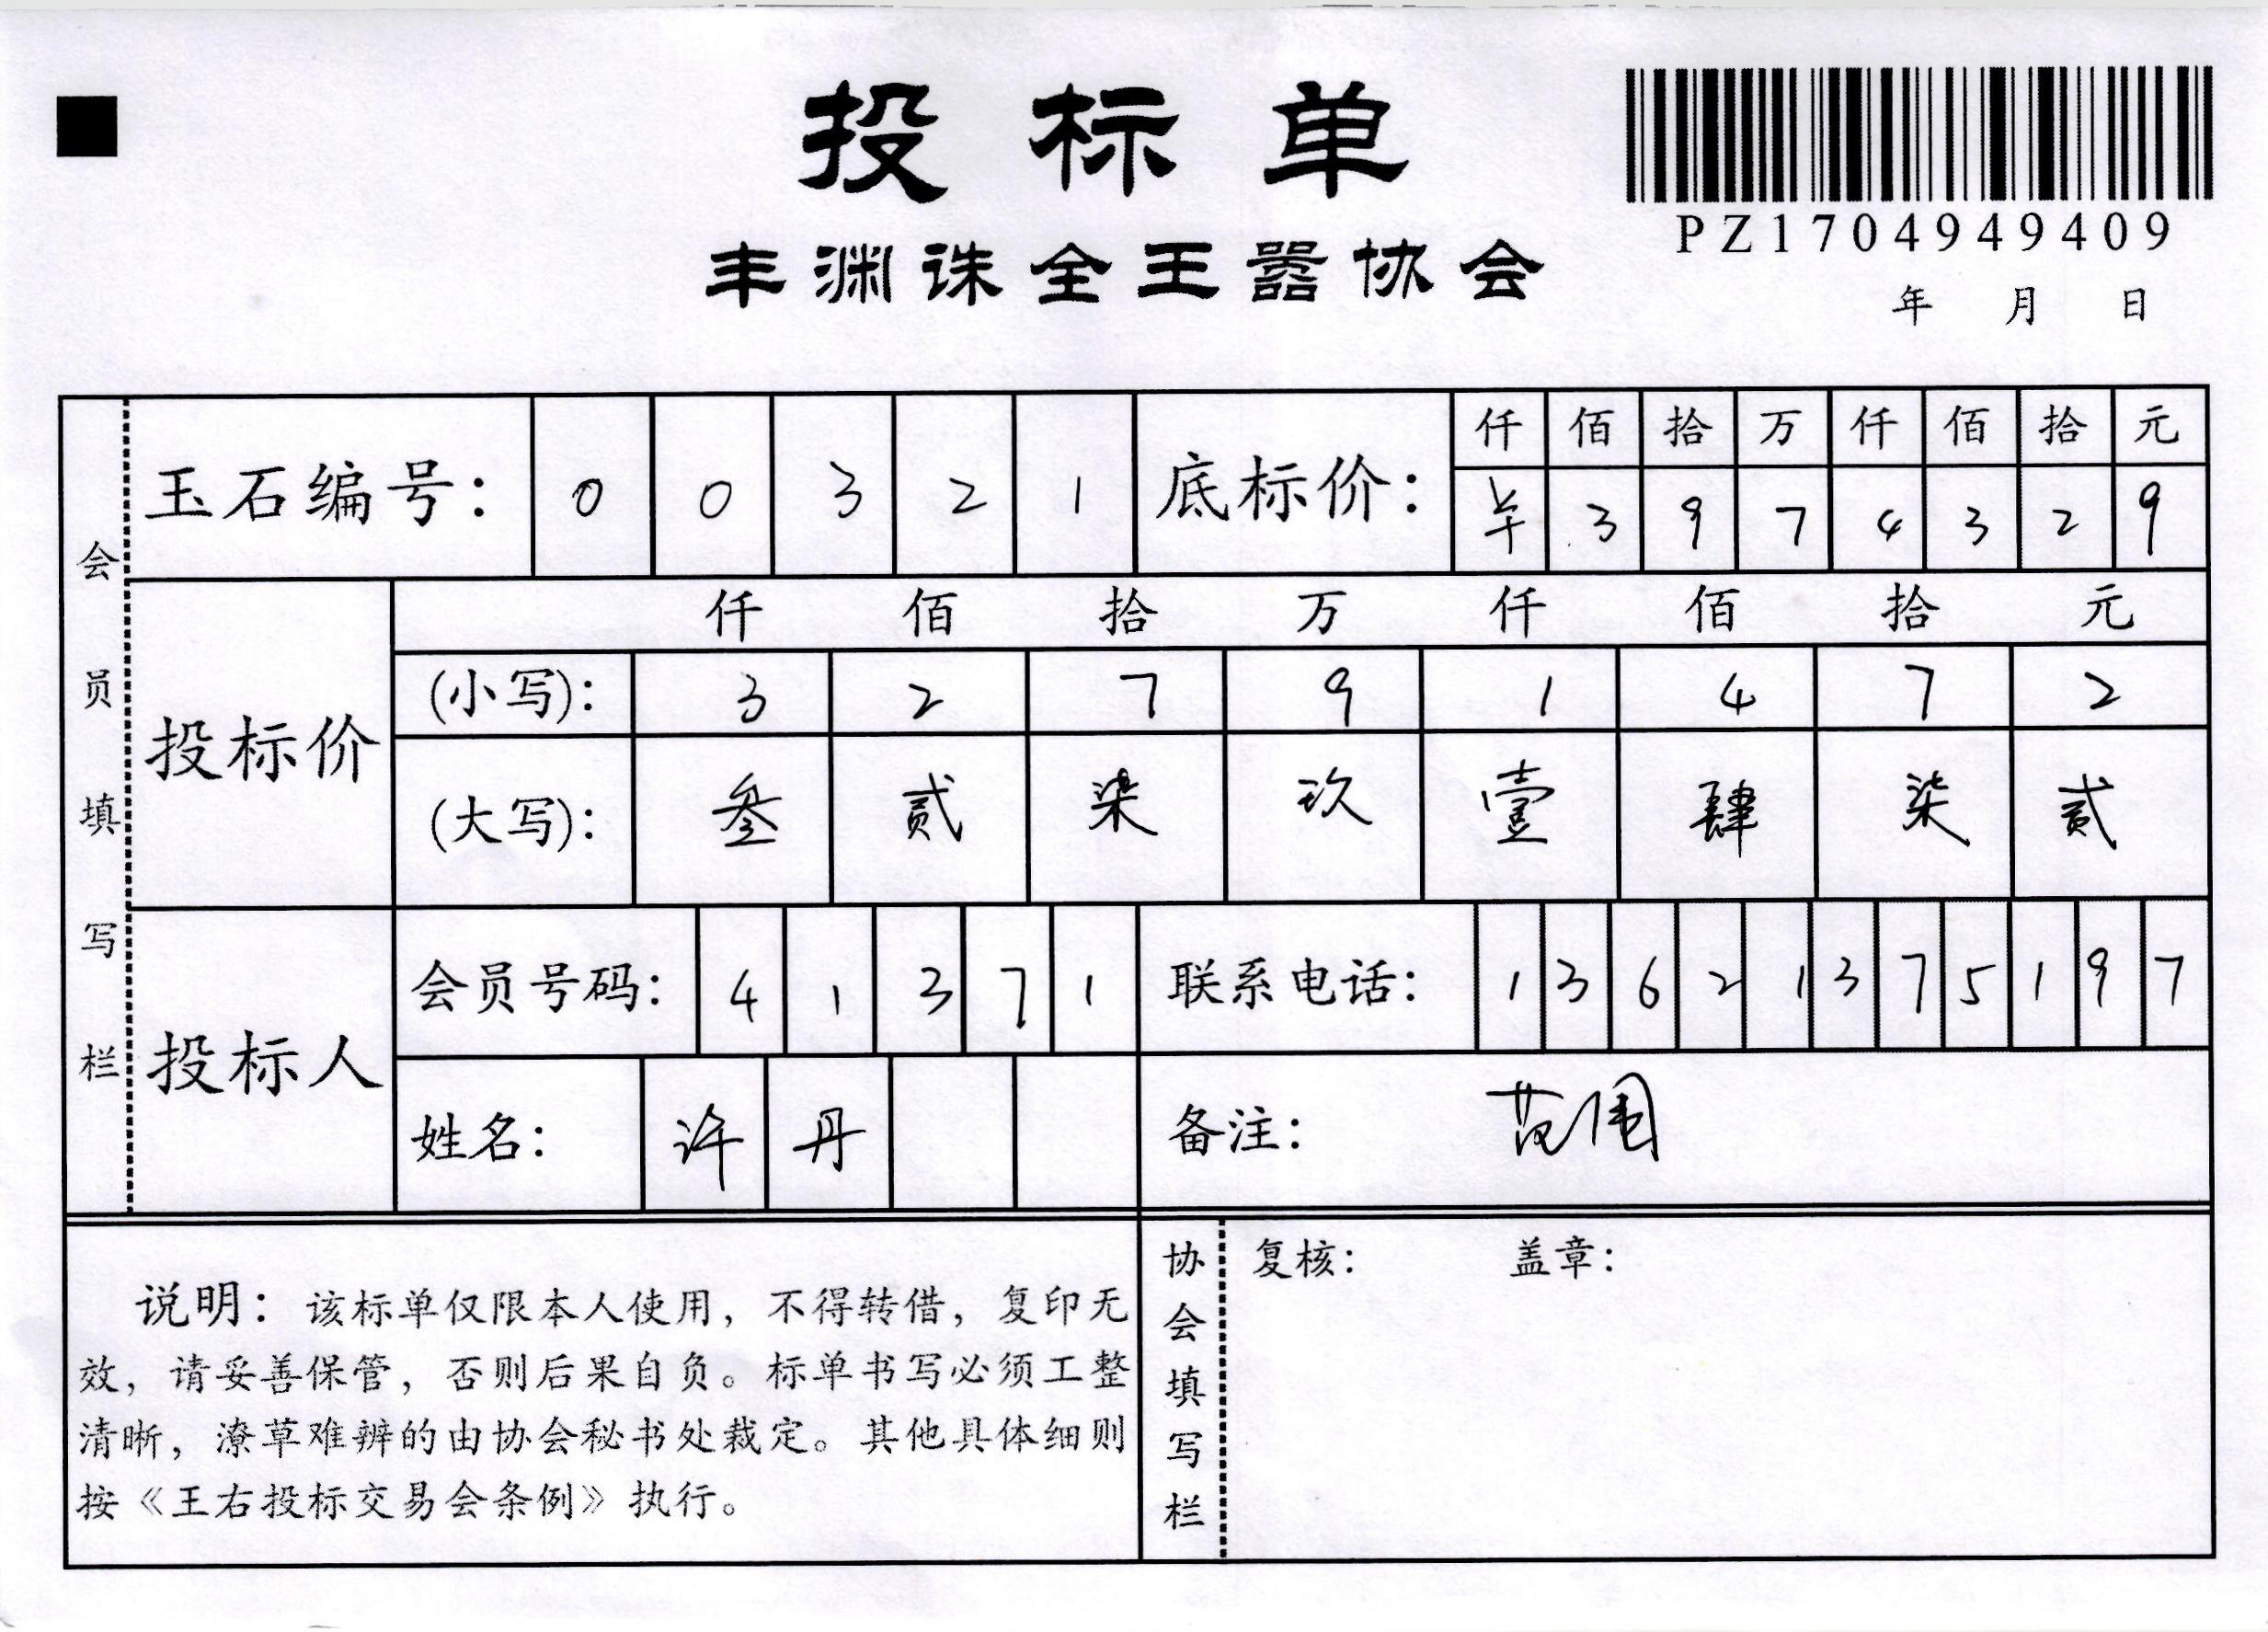 投标单
PZ1704949409
丰渊诛全王嚣协会
年 月 日
会员填写栏
玉石编号: 0 0 3 2 1
底标价:
仟 佰 拾 万 仟 佰 拾 元
3 9 7 4 3 2 9
投标价
仟 佰 拾 万 仟 佰 拾 元
(小写): 3 2 7 9 1 4 7 2
(大写): 叁 贰 柒 玖 壹 肆 柒 贰
投标人
会员号码: 4 1 3 7 1
联系电话: 1 3 6 2 1 3 7 5 1 9 7
姓名: 许 丹
备注: 范围
说明: 该标单仅限本人使用, 不得转借, 复印无
效, 请妥善保管, 否则后果自负。标单书写必须工整
清晰, 潦草难辨的由协会秘书处裁定。其他具体细则
按《王右投标交易会条例》执行。
协会填写栏
复核: 盖章: